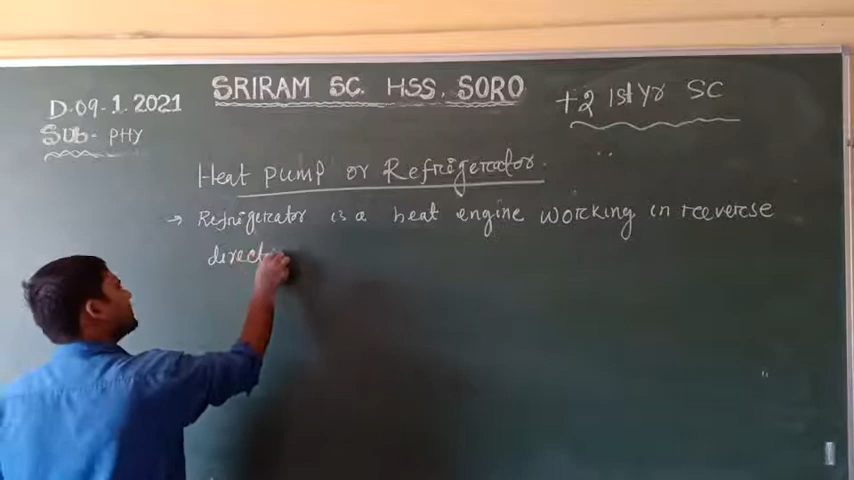 SRIRAM SC. HSS. SORO
D.09.1.2021
+2 1st Yr SC
Sub- PHY
Heat Pump or Refrigerator.
→ Refrigerator is a heat engine working in reverse
direct